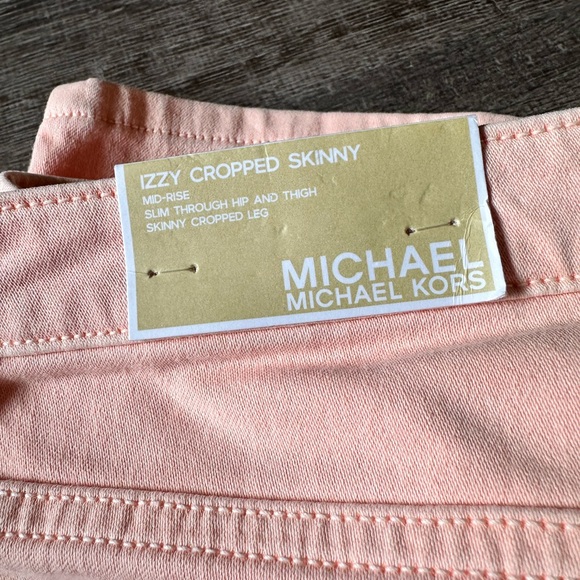 IZZY CROPPED SKINNY
MID-RISE
SLIM THROUGH HIP AND THIGH
SKINNY CROPPED LEG
MICHAEL
MICHAEL KORS